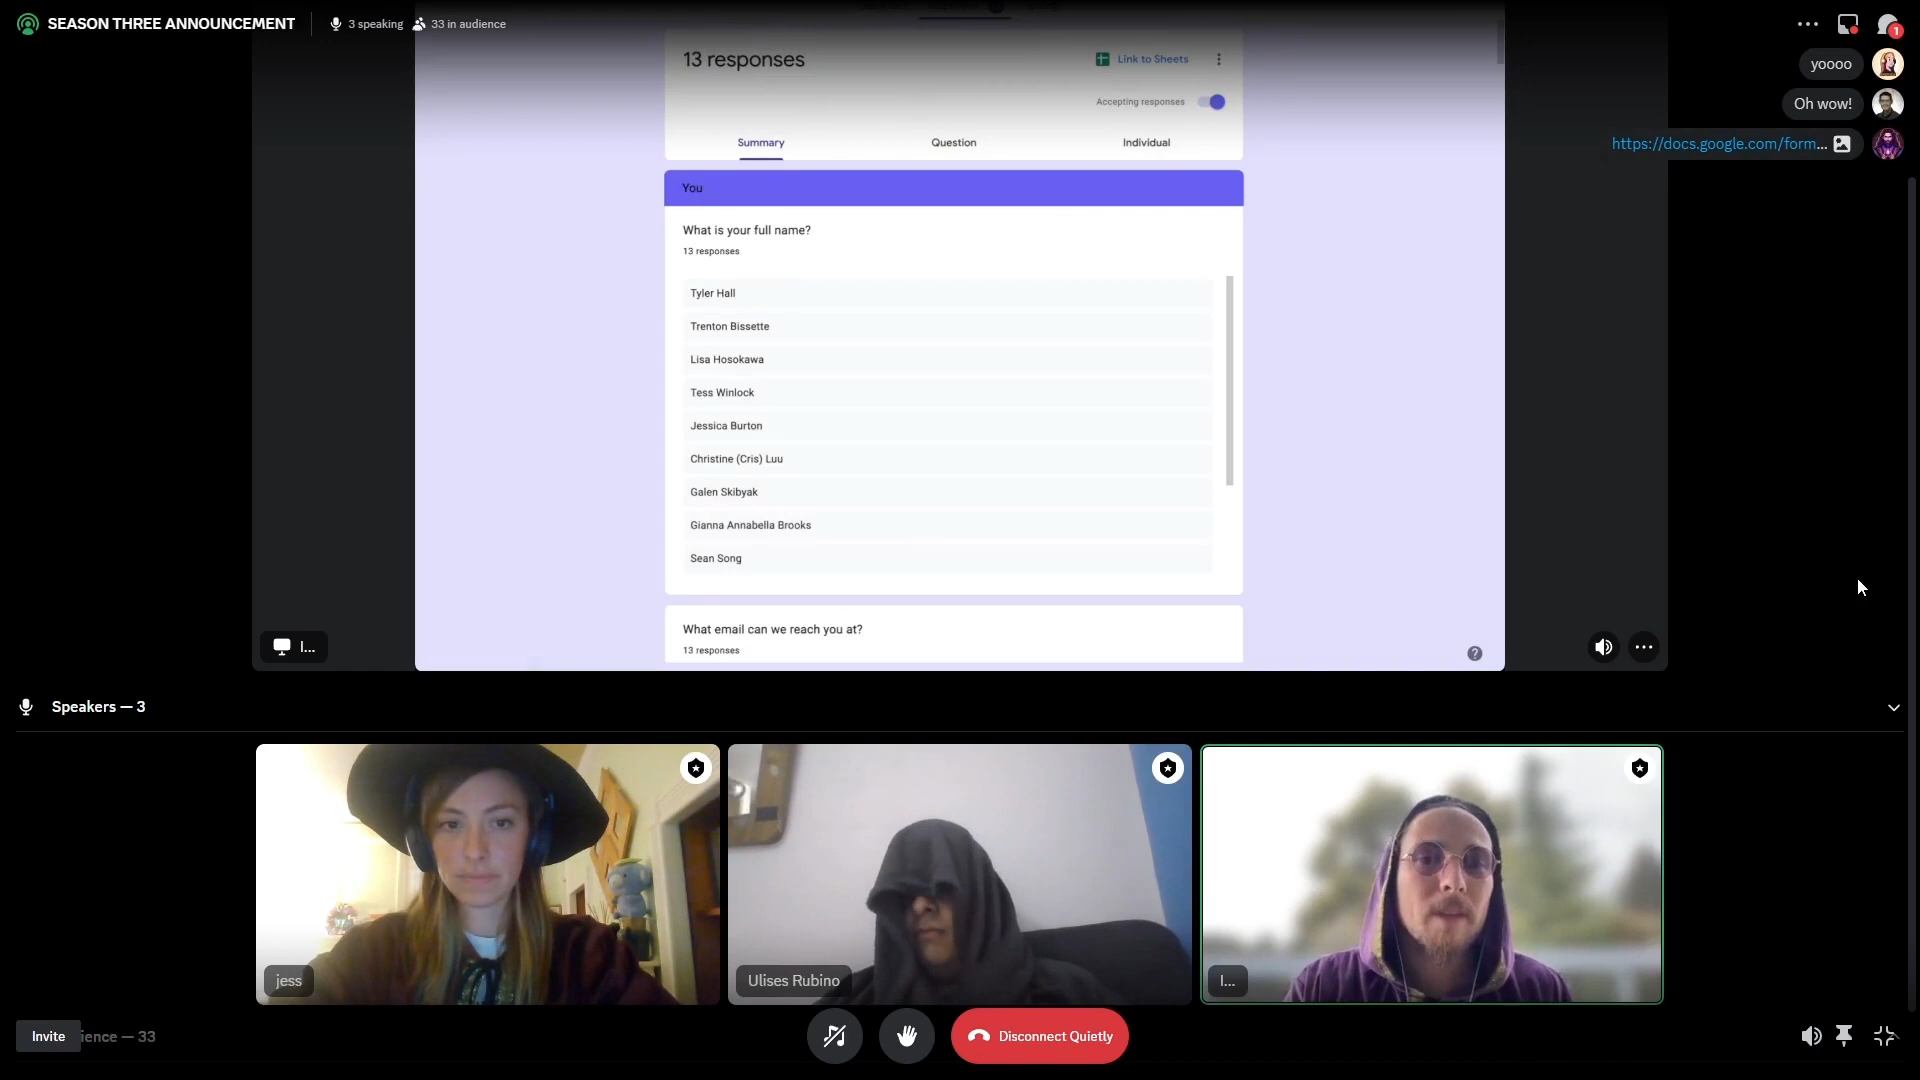 SEASON THREE ANNOUNCEMENT
3 speaking
33 in audience
1
yoooo
Oh wow!
https://docs.google.com/form...
13 responses
Link to Sheets
Accepting responses
Summary
Question
Individual
You
What is your full name?
13 responses
Tyler Hall
Trenton Bissette
Lisa Hosokawa
Tess Winlock
Jessica Burton
Christine (Cris) Luu
Galen Skibyak
Gianna Annabella Brooks
Sean Song
What email can we reach you at?
13 responses
l...
Speakers — 3
jess
Ulises Rubino
l...
Invite
ience — 33
Disconnect Quietly